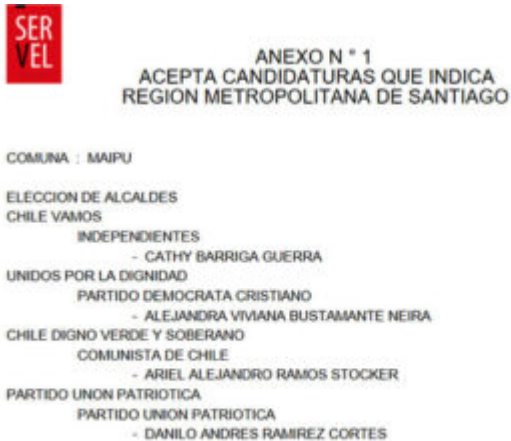 SER
VEL
ANEXO N ° 1
ACEPTA CANDIDATURAS QUE INDICA
REGION METROPOLITANA DE SANTIAGO
COMUNA : MAIPU
ELECCION DE ALCALDES
CHILE VAMOS
INDEPENDIENTES
- CATHY BARRIGA GUERRA
UNIDOS POR LA DIGNIDAD
PARTIDO DEMOCRATA CRISTIANO
- ALEJANDRA VIVIANA BUSTAMANTE NEIRA
CHILE DIGNO VERDE Y SOBERANO
COMUNISTA DE CHILE
- ARIEL ALEJANDRO RAMOS STOCKER
PARTIDO UNON PATRIOTICA
PARTIDO UNION PATRIOTICA
- DANILO ANDRES RAMIREZ CORTES